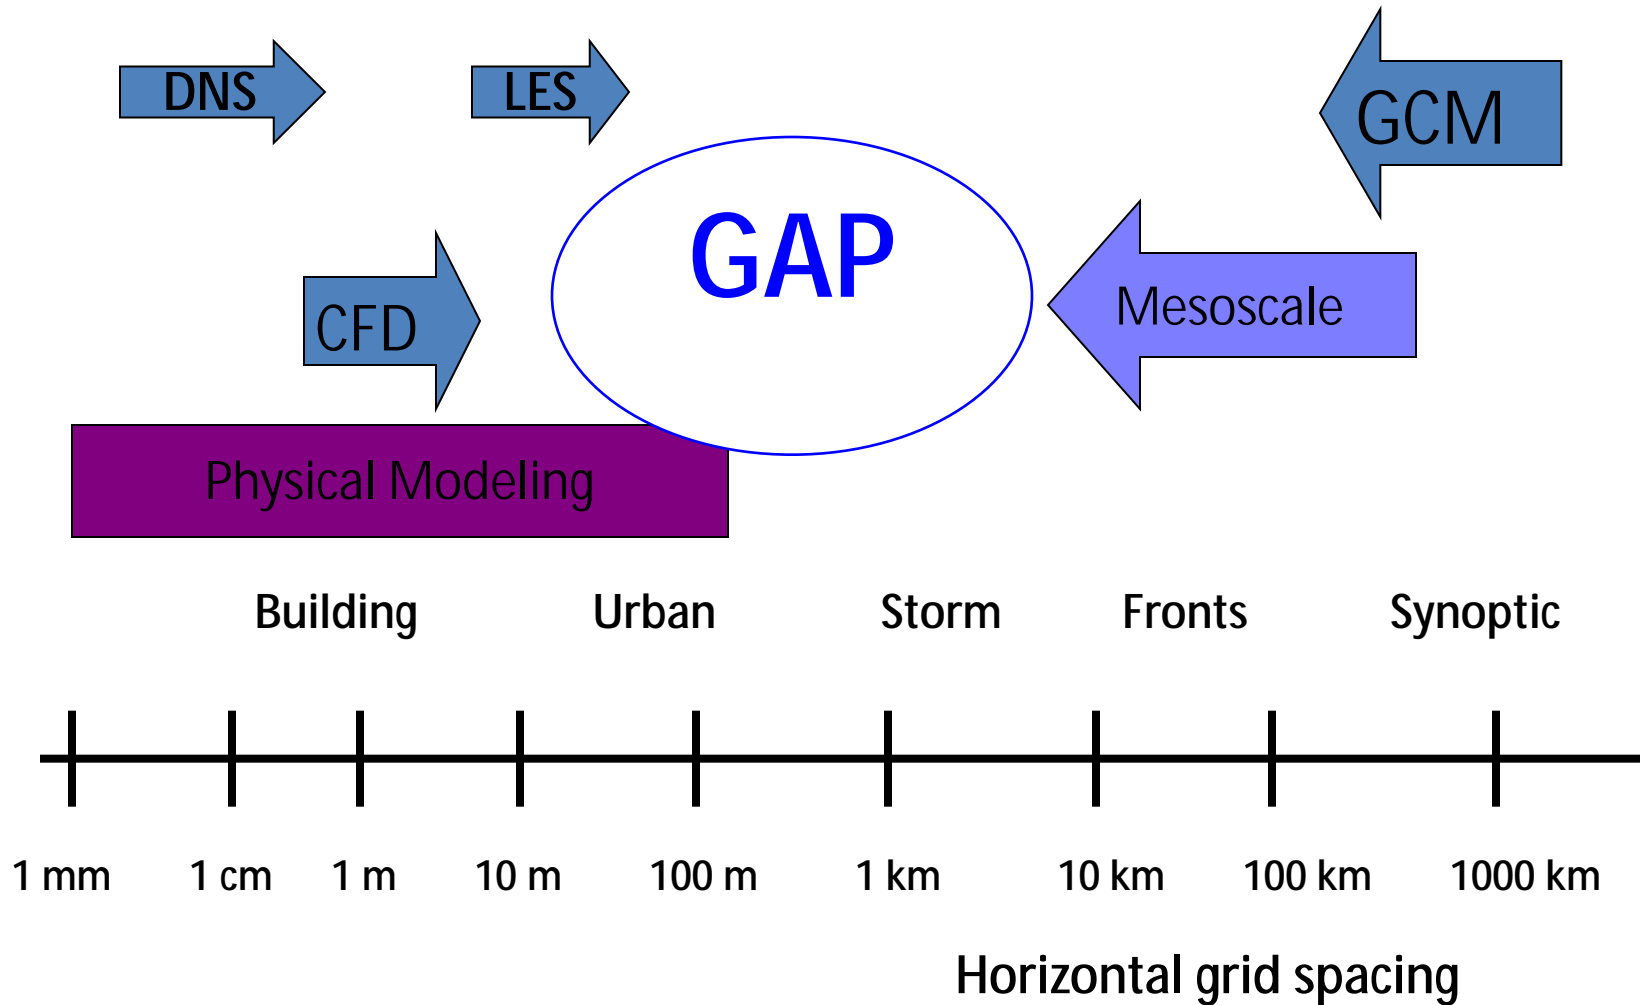 DNS
LES
GCM
GAP
CFD
Mesoscale
Physical Modeling
Building Urban Storm Fronts Synoptic
1 mm 1 cm 1 m 10 m 100 m 1 km 10 km 100 km 1000 km
Horizontal grid spacing